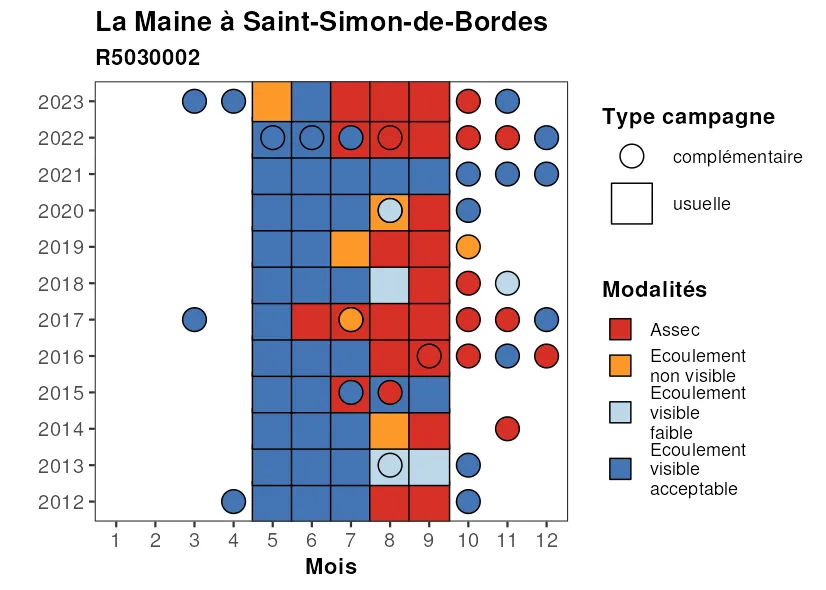 La Maine à Saint-Simon-de-Bordes
R5030002
2023
2022
2021
2020
2019
2018
2017
2016
2015
2014
2013
2012
1 2 3 4 5 6 7 8 9 10 11 12
Mois
Type campagne
complémentaire
usuelle
Modalités
Assec
Ecoulement
non visible
Ecoulement
visible
faible
Ecoulement
visible
acceptable